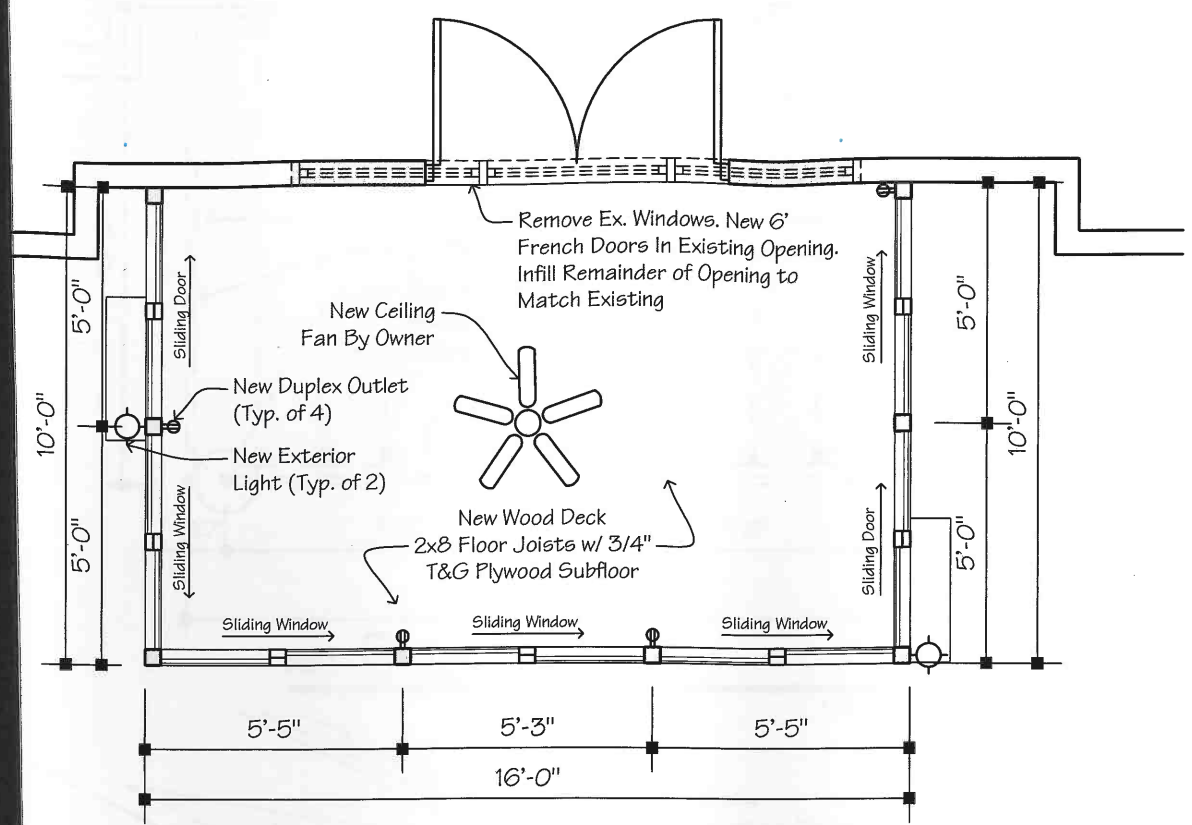 Remove Ex. Windows. New 6'
French Doors In Existing Opening.
Infill Remainder of Opening to
Match Existing
New Ceiling
Fan By Owner
5'-0"
Sliding Door
Sliding Window
5'-0"
New Duplex Outlet
(Typ. of 4)
10'-0"
10'-0"
New Exterior
Light (Typ. of 2)
5'-0"
Sliding Window
New Wood Deck
2x8 Floor Joists w/ 3/4"
T&G Plywood Subfloor
Sliding Door
5'-0"
Sliding Window
Sliding Window
Sliding Window
5'-5"
5'-3"
5'-5"
16'-0"